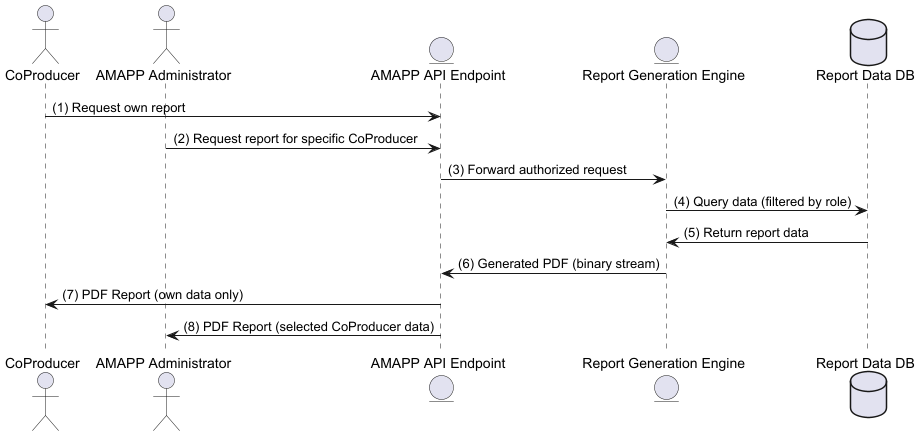 CoProducer
AMAPP Administrator
AMAPP API Endpoint
Report Generation Engine
Report Data DB
(1) Request own report
(2) Request report for specific CoProducer
(3) Forward authorized request
(4) Query data (filtered by role)
(5) Return report data
(6) Generated PDF (binary stream)
(7) PDF Report (own data only)
(8) PDF Report (selected CoProducer data)
CoProducer
AMAPP Administrator
AMAPP API Endpoint
Report Generation Engine
Report Data DB